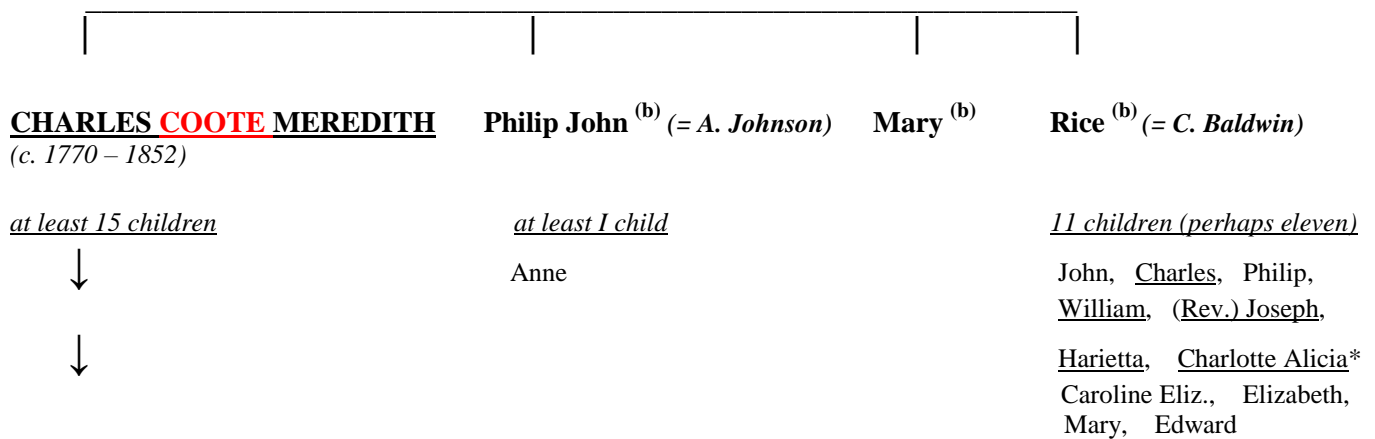 CHARLES COOTE MEREDITH Philip John (b) (= A. Johnson) Mary (b) Rice (b) (= C. Baldwin)
(c. 1770 – 1852)
at least 15 children at least I child 11 children (perhaps eleven)
↓ Anne John, Charles, Philip,
William, (Rev.) Joseph,
↓ Harietta, Charlotte Alicia*
Caroline Eliz., Elizabeth,
Mary, Edward